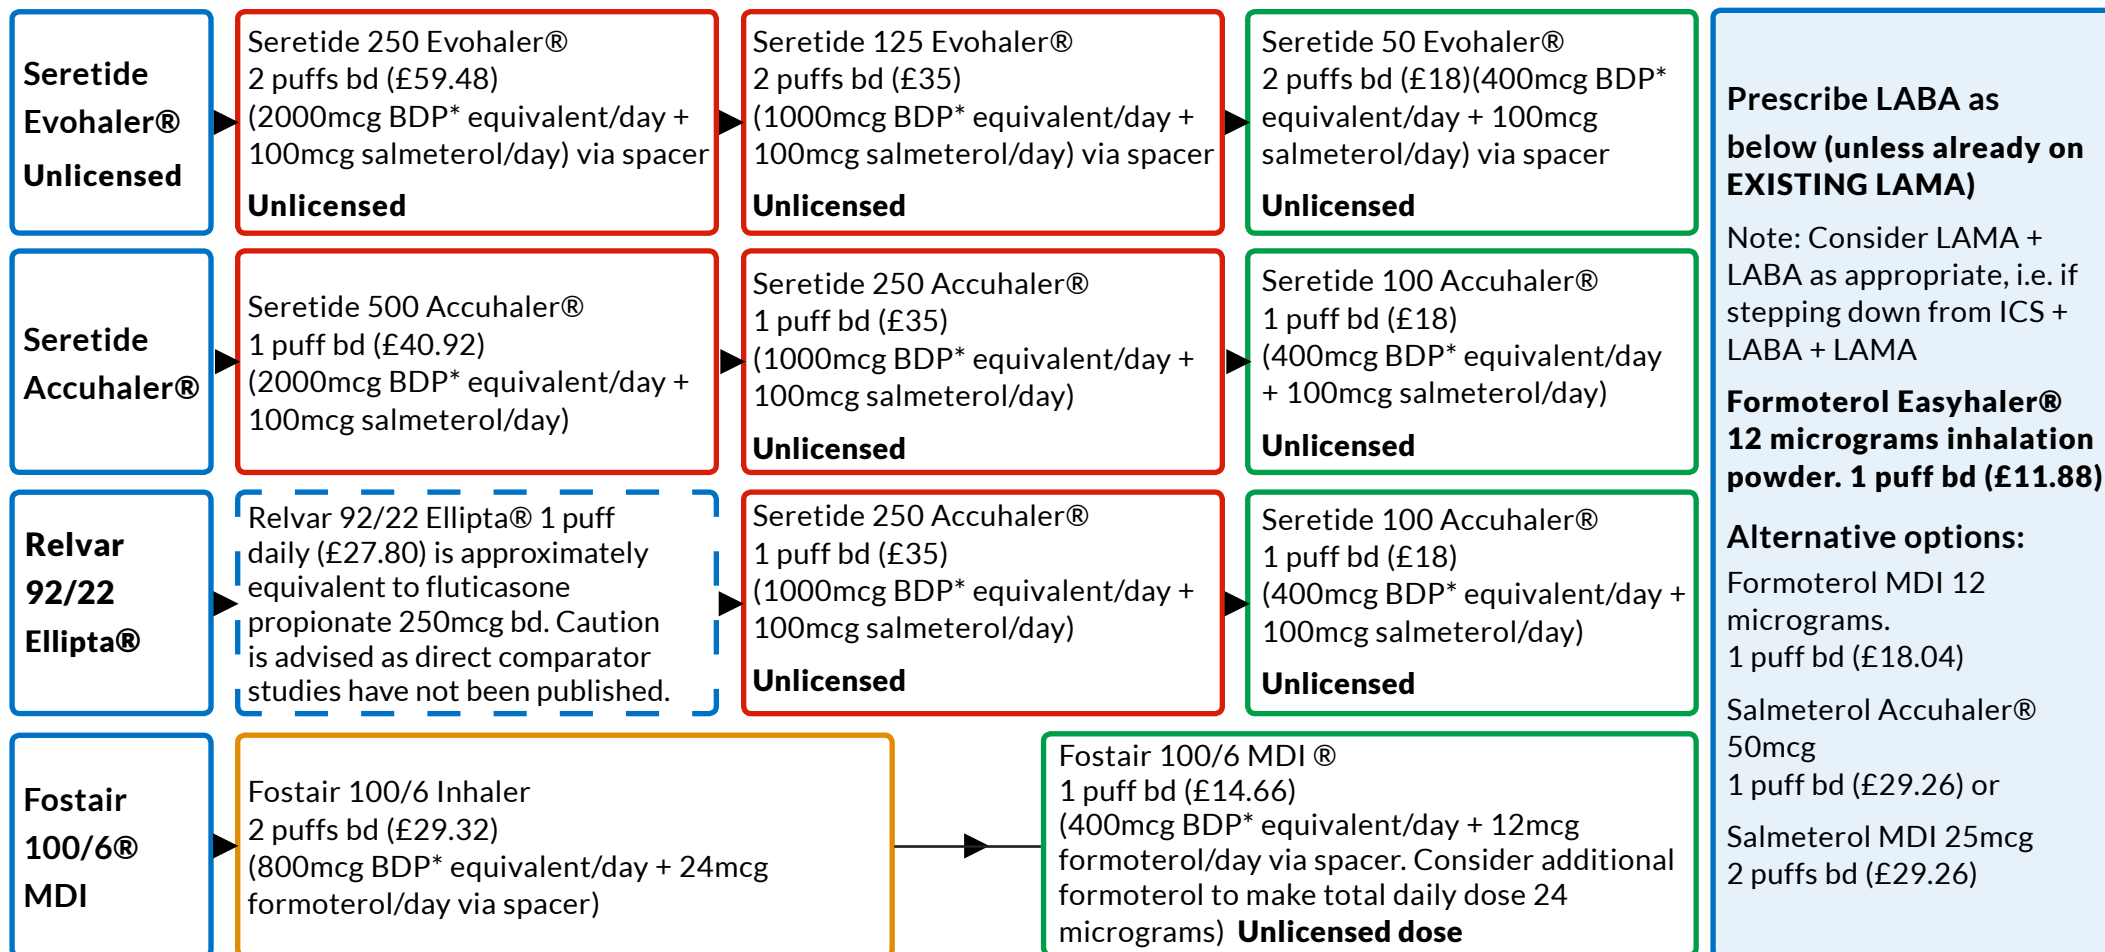 Seretide
Evohaler®
Unlicensed
Seretide 250 Evohaler®
2 puffs bd (£59.48)
(2000mcg BDP* equivalent/day +
100mcg salmeterol/day) via spacer
Unlicensed
Seretide 125 Evohaler®
2 puffs bd (£35)
(1000mcg BDP* equivalent/day +
100mcg salmeterol/day) via spacer
Unlicensed
Seretide 50 Evohaler®
2 puffs bd (£18)(400mcg BDP*
equivalent/day + 100mcg
salmeterol/day) via spacer
Unlicensed
Seretide
Accuhaler®
Seretide 500 Accuhaler®
1 puff bd (£40.92)
(2000mcg BDP* equivalent/day +
100mcg salmeterol/day)
Seretide 250 Accuhaler®
1 puff bd (£35)
(1000mcg BDP* equivalent/day +
100mcg salmeterol/day)
Unlicensed
Seretide 100 Accuhaler®
1 puff bd (£18)
(400mcg BDP* equivalent/day
+ 100mcg salmeterol/day)
Unlicensed
Relvar
92/22
Ellipta®
Relvar 92/22 Ellipta® 1 puff
daily (£27.80) is approximately
equivalent to fluticasone
propionate 250mcg bd. Caution
is advised as direct comparator
studies have not been published.
Seretide 250 Accuhaler®
1 puff bd (£35)
(1000mcg BDP* equivalent/day +
100mcg salmeterol/day)
Unlicensed
Seretide 100 Accuhaler®
1 puff bd (£18)
(400mcg BDP* equivalent/day +
100mcg salmeterol/day)
Unlicensed
Fostair
100/6®
MDI
Fostair 100/6 Inhaler
2 puffs bd (£29.32)
(800mcg BDP* equivalent/day + 24mcg
formoterol/day via spacer)
Fostair 100/6 MDI ®
1 puff bd (£14.66)
(400mcg BDP* equivalent/day + 12mcg
formoterol/day via spacer. Consider additional
formoterol to make total daily dose 24
micrograms) Unlicensed dose
Prescribe LABA as
below (unless already on
EXISTING LAMA)
Note: Consider LAMA +
LABA as appropriate, i.e. if
stepping down from ICS +
LABA + LAMA
Formoterol Easyhaler®
12 micrograms inhalation
powder. 1 puff bd (£11.88)
Alternative options:
Formoterol MDI 12
micrograms.
1 puff bd (£18.04)
Salmeterol Accuhaler®
50mcg
1 puff bd (£29.26) or
Salmeterol MDI 25mcg
2 puffs bd (£29.26)